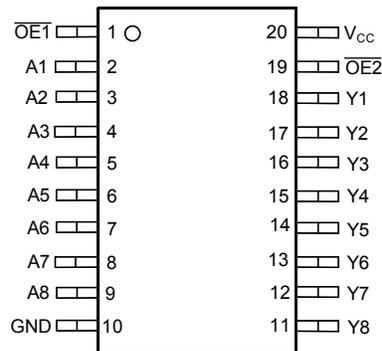 OE1 1 20 VCC
A1 2 19 OE2
A2 3 18 Y1
A3 4 17 Y2
A4 5 16 Y3
A5 6 15 Y4
A6 7 14 Y5
A7 8 13 Y6
A8 9 12 Y7
GND 10 11 Y8